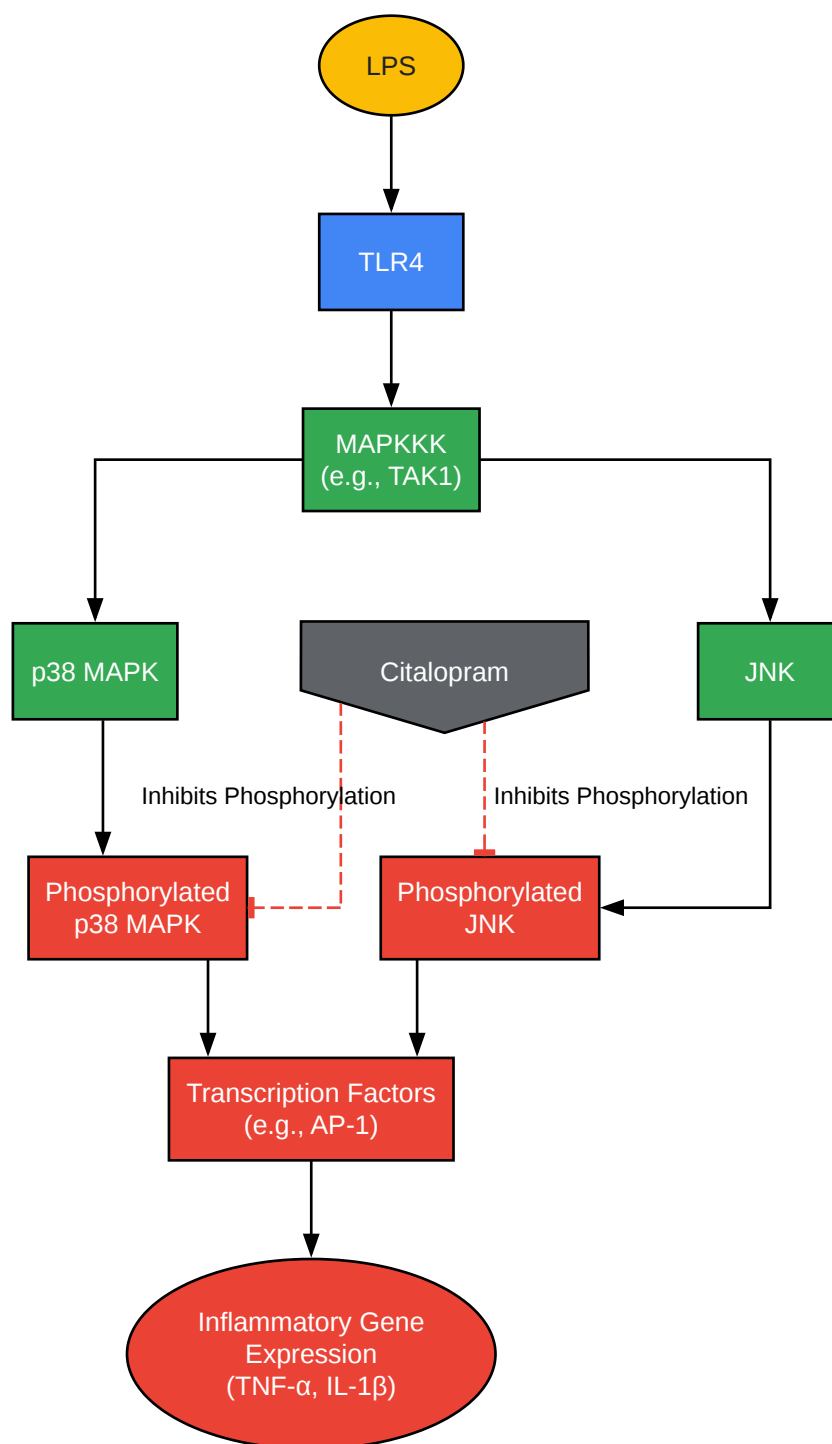 LPS
TLR4
MAPKKK
(e.g., TAK1)
p38 MAPK
Citalopram
JNK
Inhibits Phosphorylation
Inhibits Phosphorylation
Phosphorylated
p38 MAPK
Phosphorylated
JNK
Transcription Factors
(e.g., AP-1)
Inflammatory Gene
Expression
(TNF-α, IL-1β)